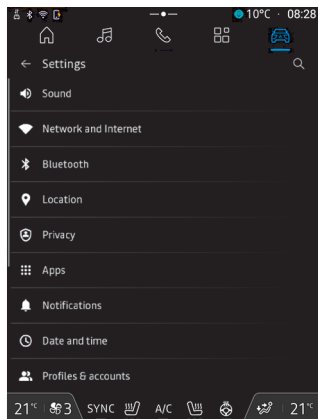 10°C · 08:28
Settings
Sound
Network and Internet
Bluetooth
Location
Privacy
Apps
Notifications
Date and time
Profiles & accounts
21°C 3 SYNC A/C 21°C